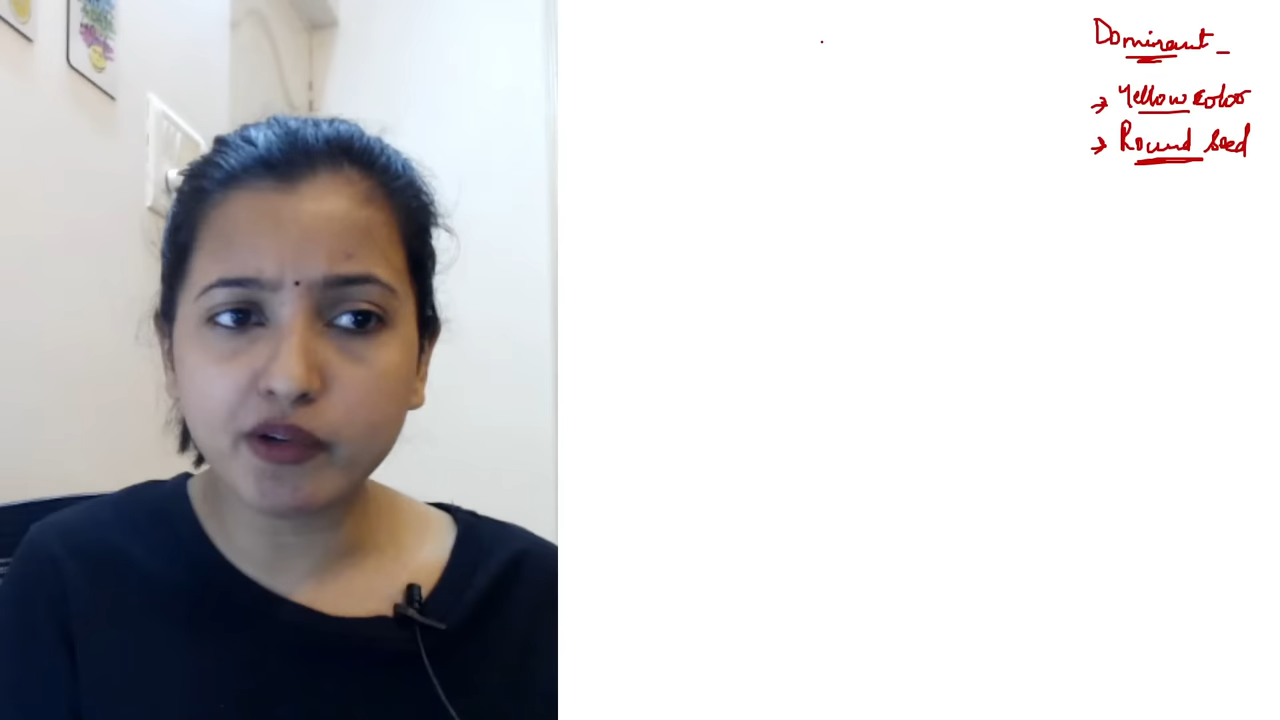 Dominant -
→ Yellow color
→ Round seed